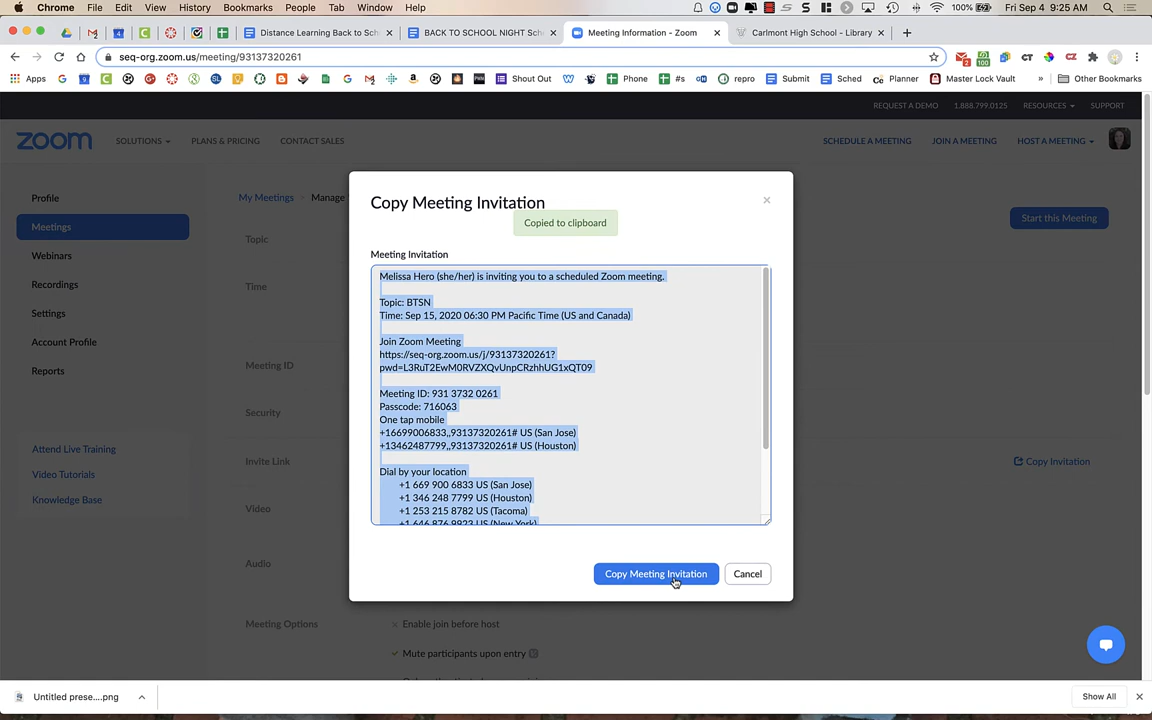 Chrome File Edit View History Bookmarks People Tab Window Help 100% Fri Sep 4 9:25 AM
Distance Learning Back to Sch × BACK TO SCHOOL NIGHT Sch × Meeting Information - Zoom × Carlmont High School - Library × +
seq-org.zoom.us/meeting/93137320261
Apps Shout Out Phone #s repro Submit Sched Planner Master Lock Vault » Other Bookmarks
REQUEST A DEMO 1.888.799.0125 RESOURCES SUPPORT
zoom SOLUTIONS PLANS & PRICING CONTACT SALES SCHEDULE A MEETING JOIN A MEETING HOST A MEETING
Profile
Meetings
Webinars
Recordings
Settings
Account Profile
Reports
Attend Live Training
Video Tutorials
Knowledge Base
My Meetings > Manage
Start this Meeting
Topic
Time
Meeting ID
Security
Invite Link
Copy Invitation
Video
Audio
Meeting Options
× Enable join before host
Mute participants upon entry
Copy Meeting Invitation ×
Copied to clipboard
Meeting Invitation
Melissa Hero (she/her) is inviting you to a scheduled Zoom meeting.
Topic: BTSN
Time: Sep 15, 2020 06:30 PM Pacific Time (US and Canada)
Join Zoom Meeting
https://seq-org.zoom.us/j/93137320261?
pwd=L3RuT2EwM0RVZXQvUnpCRzhhUG1xQT09
Meeting ID: 931 3732 0261
Passcode: 716063
One tap mobile
+16699006833,,93137320261# US (San Jose)
+13462487799,,93137320261# US (Houston)
Dial by your location
+1 669 900 6833 US (San Jose)
+1 346 248 7799 US (Houston)
+1 253 215 8782 US (Tacoma)
+1 646 876 9923 US (New York)
Copy Meeting Invitation Cancel
Untitled prese....png
Show All ×